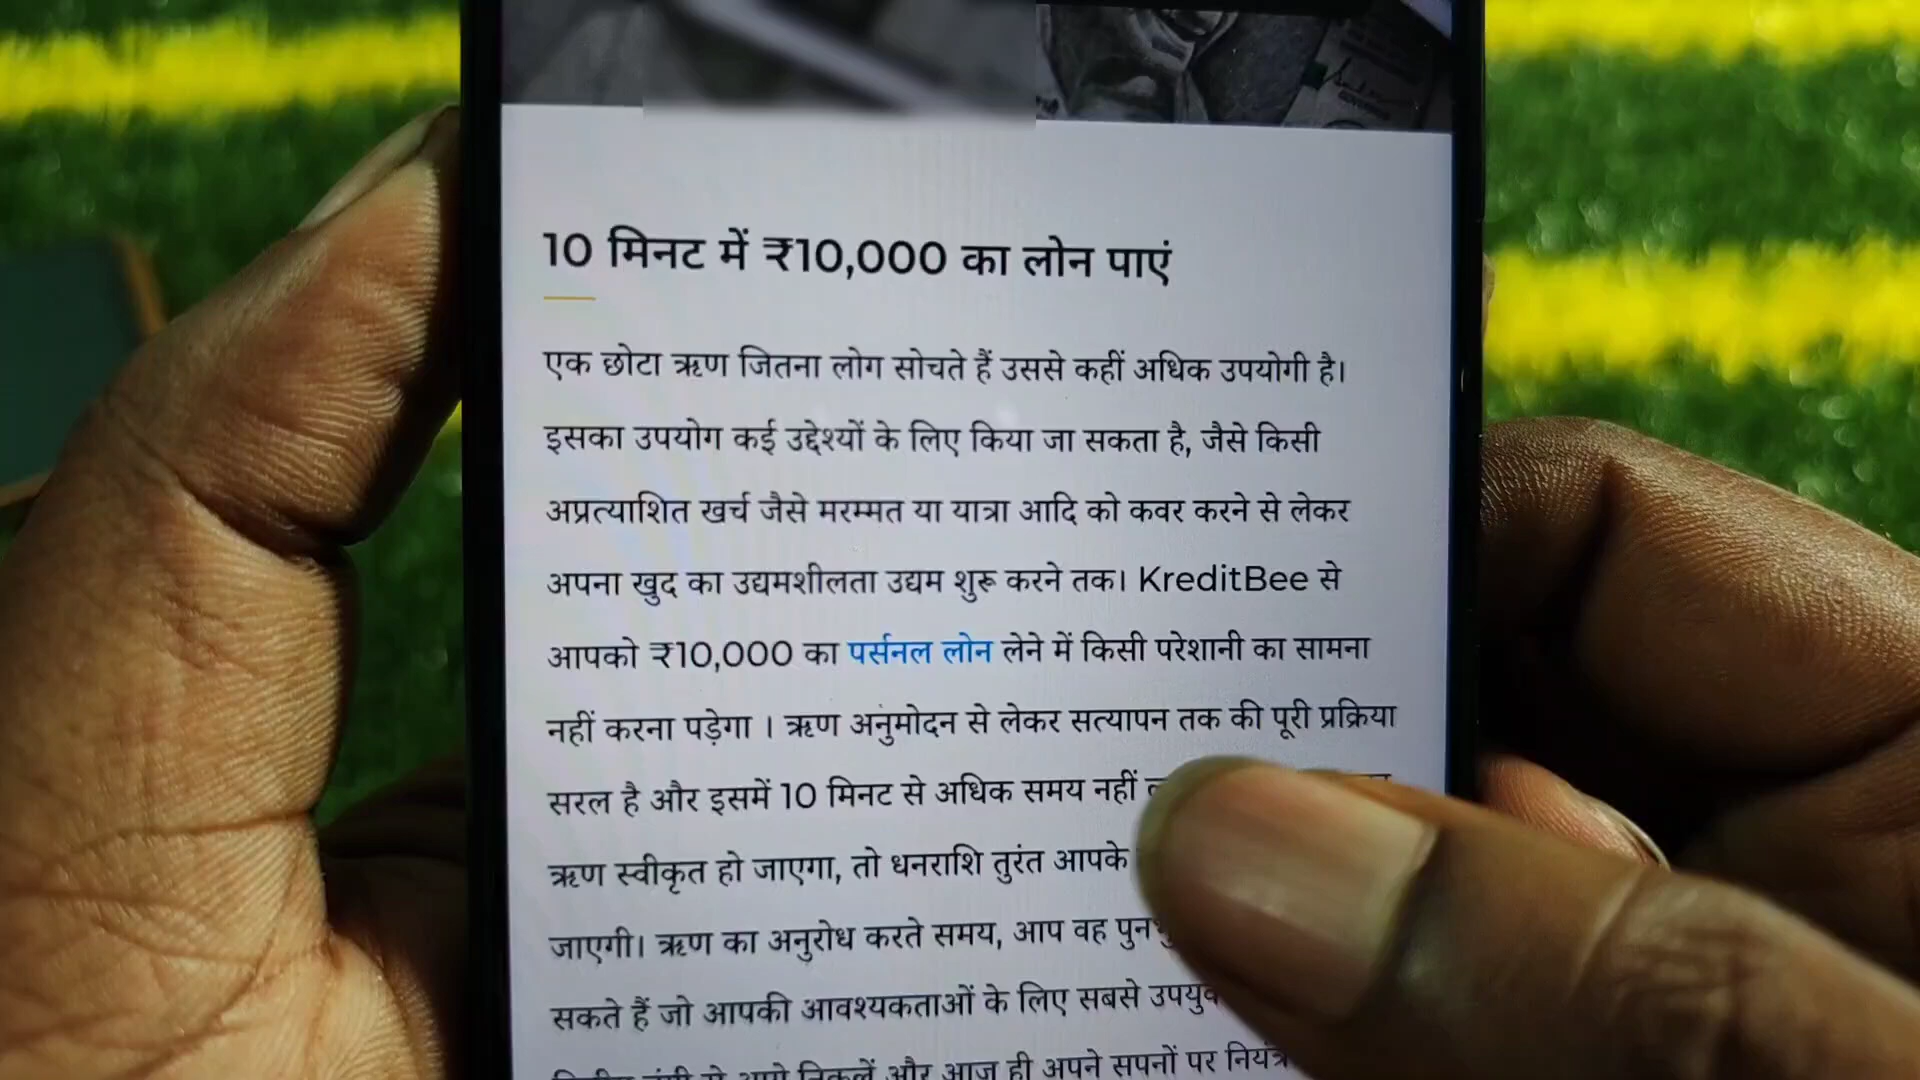 10 मिनट में ₹10,000 का लोन पाएं
एक छोटा ऋण जितना लोग सोचते हैं उससे कहीं अधिक उपयोगी है।
इसका उपयोग कई उद्देश्यों के लिए किया जा सकता है, जैसे किसी
अप्रत्याशित खर्च जैसे मरम्मत या यात्रा आदि को कवर करने से लेकर
अपना खुद का उद्यमशीलता उद्यम शुरू करने तक। KreditBee से
आपको ₹10,000 का पर्सनल लोन लेने में किसी परेशानी का सामना
नहीं करना पड़ेगा । ऋण अनुमोदन से लेकर सत्यापन तक की पूरी प्रक्रिया
सरल है और इसमें 10 मिनट से अधिक समय नहीं
ऋण स्वीकृत हो जाएगा, तो धनराशि तुरंत आपके
जाएगी। ऋण का अनुरोध करते समय, आप वह
सकते हैं जो आपकी आवश्यकताओं के लिए सबसे
निकलें और आज ही अपने सपनों पर